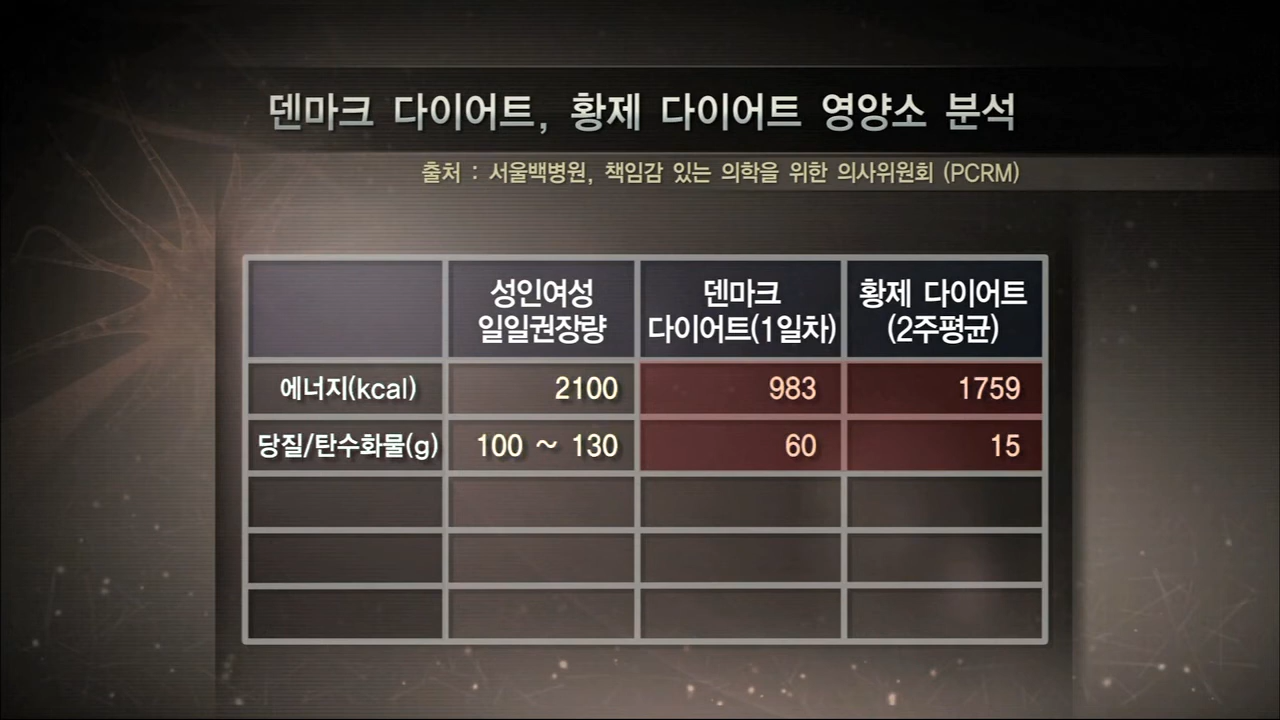 덴마크 다이어트, 황제 다이어트 영양소 분석
출처 : 서울백병원, 책임감 있는 의학을 위한 의사위원회 (PCRM)
성인여성 일일권장량 덴마크 다이어트(1일차) 황제 다이어트 (2주평균)
에너지(kcal) 2100 983 1759
당질/탄수화물(g) 100 ~ 130 60 15